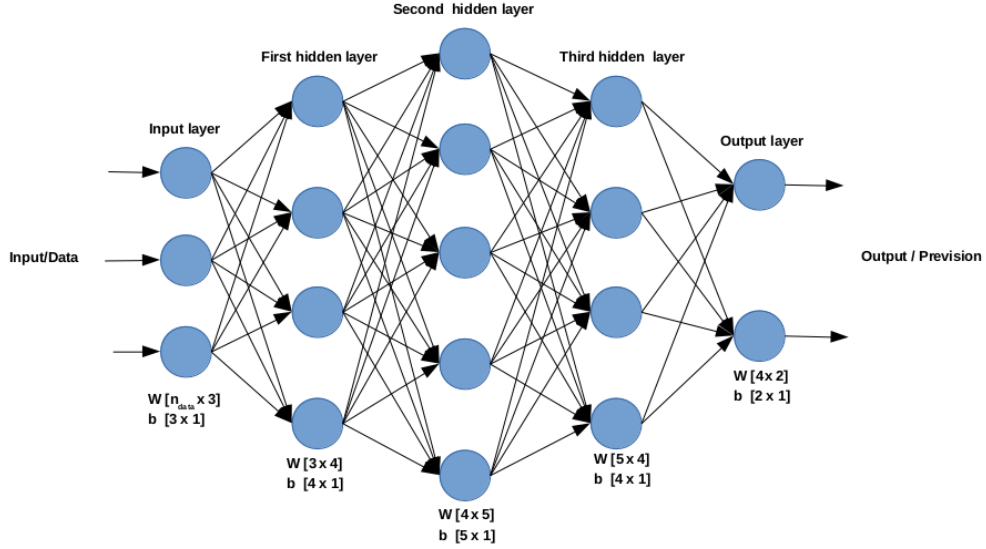 Second hidden layer
First hidden layer
Third hidden layer
Input layer
Output layer
Input/Data
Output / Prevision
W [n_data x 3]
b [3 x 1]
W [3 x 4]
b [4 x 1]
W [4 x 5]
b [5 x 1]
W [5 x 4]
b [4 x 1]
W [4 x 2]
b [2 x 1]